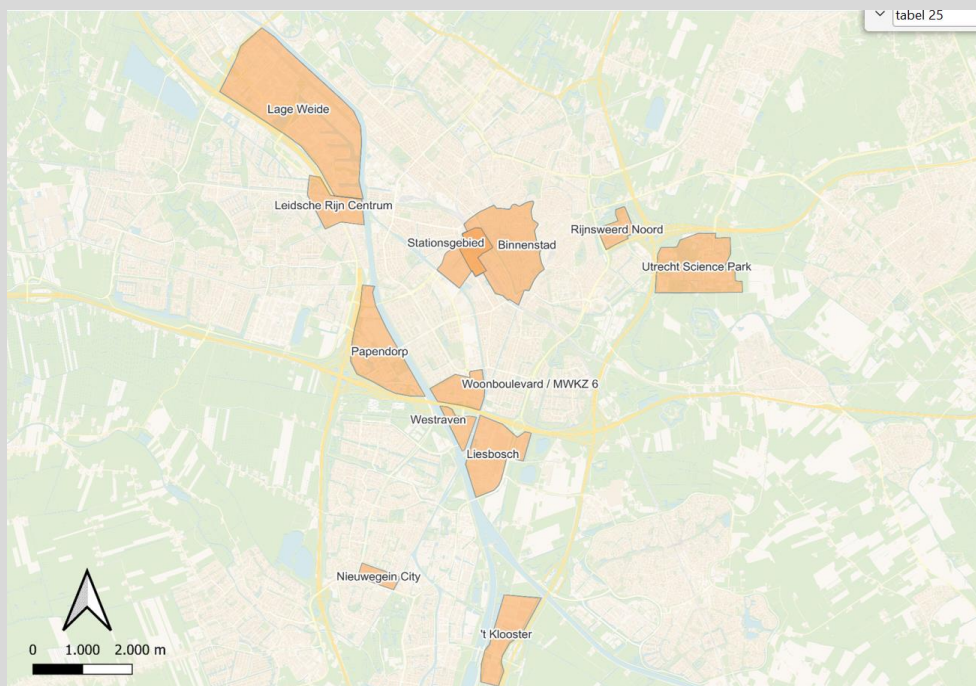 tabel 25
Lage Weide
Leidsche Rijn Centrum
Stationsgebied
Binnenstad
Rijnsweerd Noord
Utrecht Science Park
Papendorp
Woonboulevard / MWKZ 6
Westraven
Liesbosch
Nieuwegein City
't Klooster
0 1.000 2.000 m